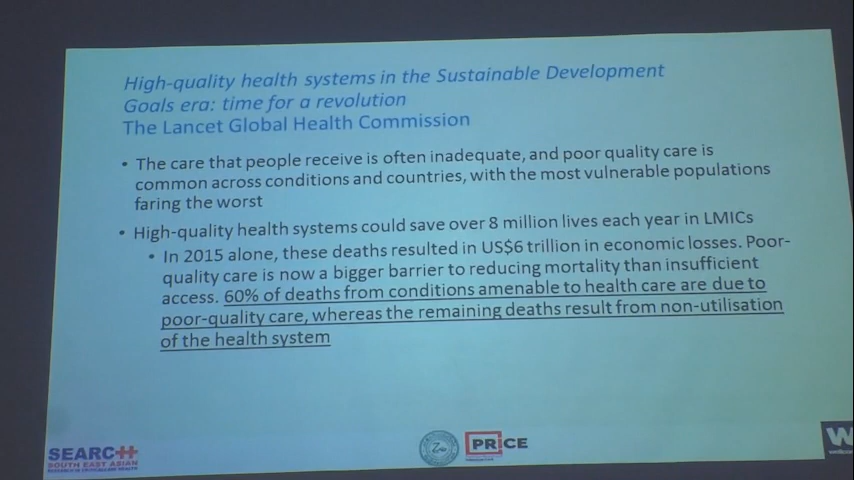 High-quality health systems in the Sustainable Development
Goals era: time for a revolution
The Lancet Global Health Commission
• The care that people receive is often inadequate, and poor quality care is
common across conditions and countries, with the most vulnerable populations
faring the worst
• High-quality health systems could save over 8 million lives each year in LMICs
• In 2015 alone, these deaths resulted in US$6 trillion in economic losses. Poor-
quality care is now a bigger barrier to reducing mortality than insufficient
access. 60% of deaths from conditions amenable to health care are due to
poor-quality care, whereas the remaining deaths result from non-utilisation
of the health system
SEARCH
SOUTH EAST ASIAN
PRICE
W